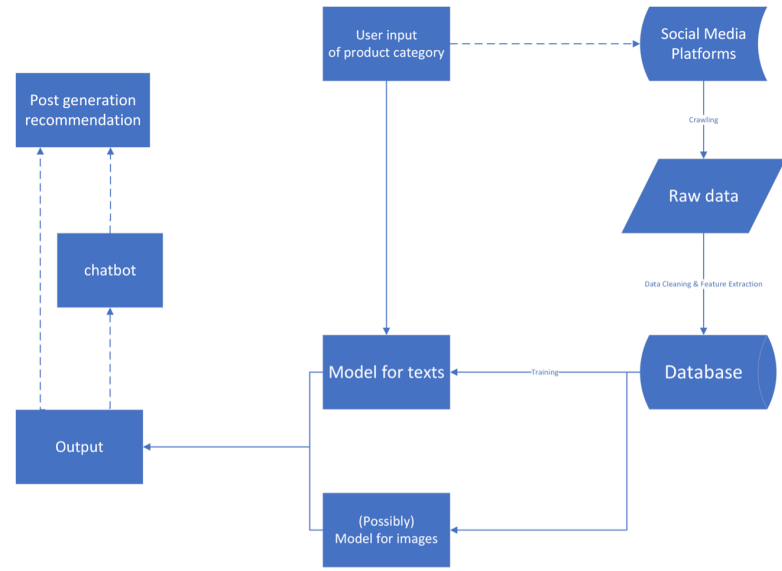 User input
of product category
Social Media
Platforms
Post generation
recommendation
Crawling
Raw data
chatbot
Data Cleaning & Feature Extraction
Model for texts
Training
Database
Output
(Possibly)
Model for images